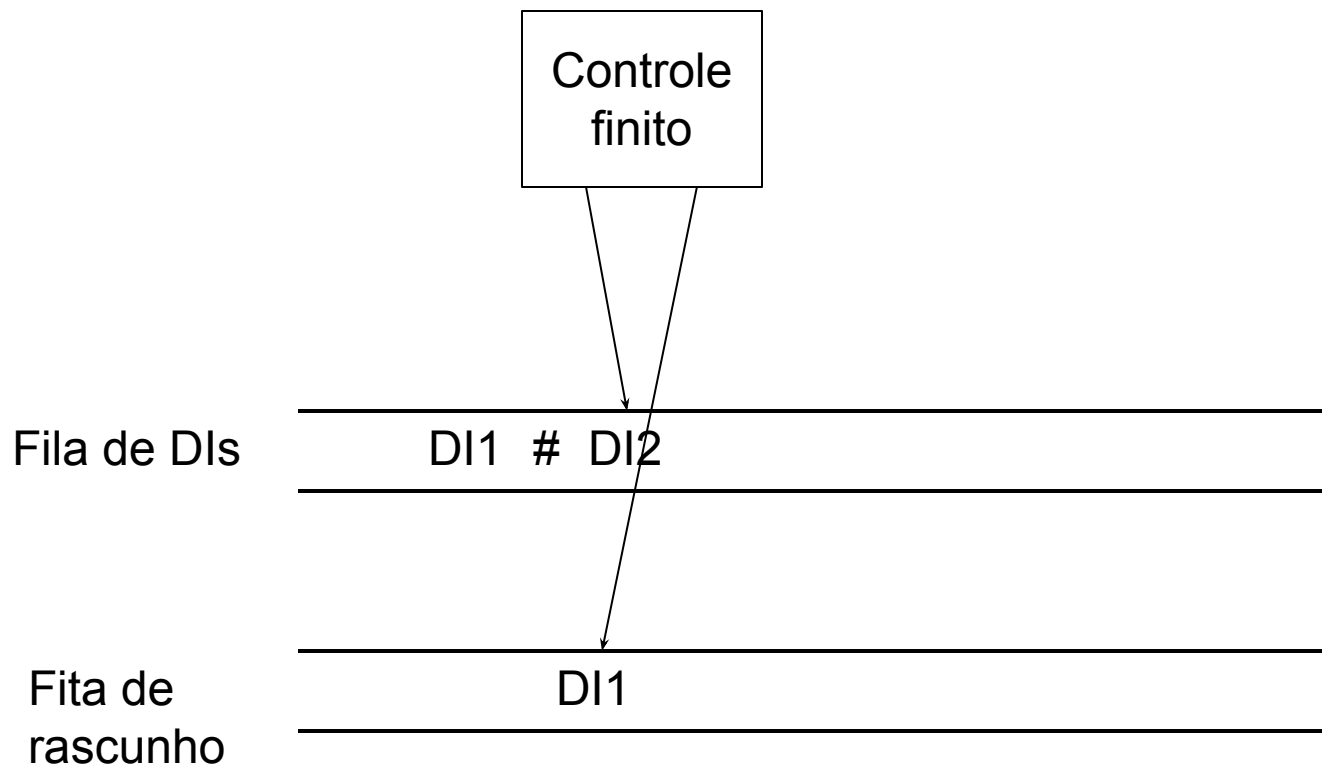 Controle
finito
Fila de DIs DI1 # DI2
Fita de DI1
rascunho